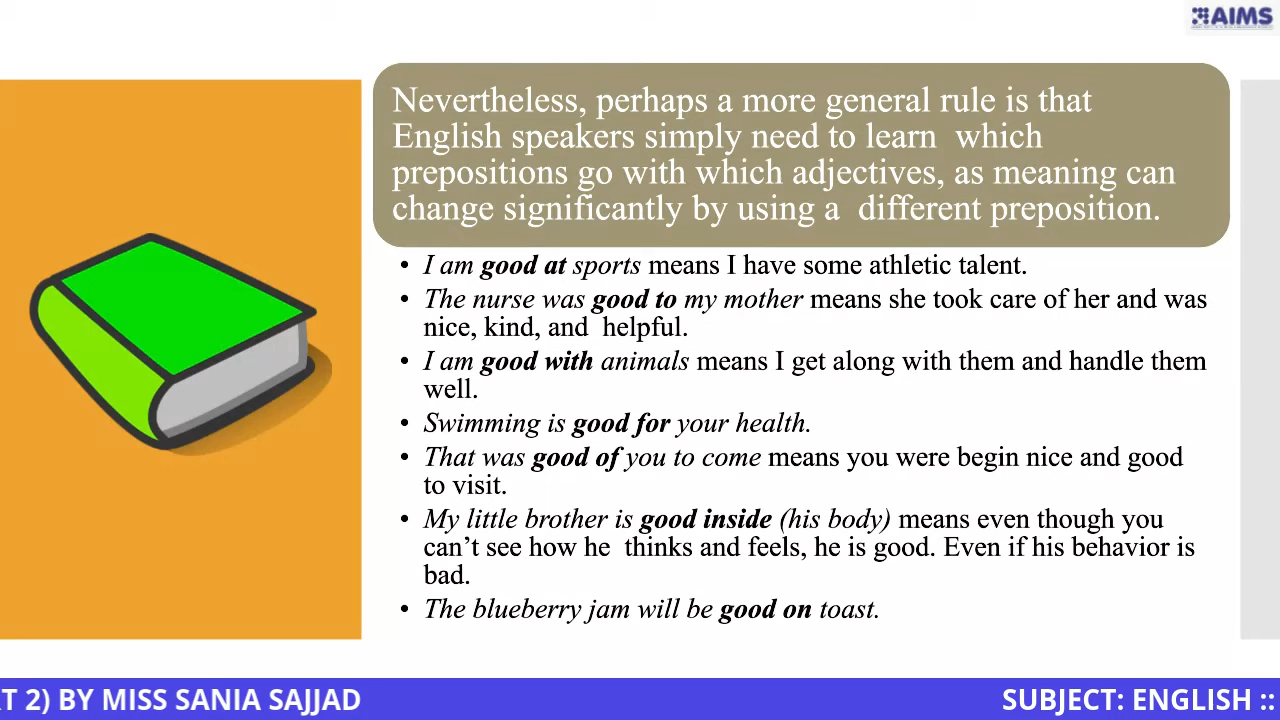 AIMS
Nevertheless, perhaps a more general rule is that
English speakers simply need to learn  which
prepositions go with which adjectives, as meaning can
change significantly by using a  different preposition.
• I am good at sports means I have some athletic talent.
• The nurse was good to my mother means she took care of her and was
nice, kind, and  helpful.
• I am good with animals means I get along with them and handle them
well.
• Swimming is good for your health.
• That was good of you to come means you were begin nice and good
to visit.
• My little brother is good inside (his body) means even though you
can’t see how he  thinks and feels, he is good. Even if his behavior is
bad.
• The blueberry jam will be good on toast.
T 2) BY MISS SANIA SAJJAD SUBJECT: ENGLISH ::